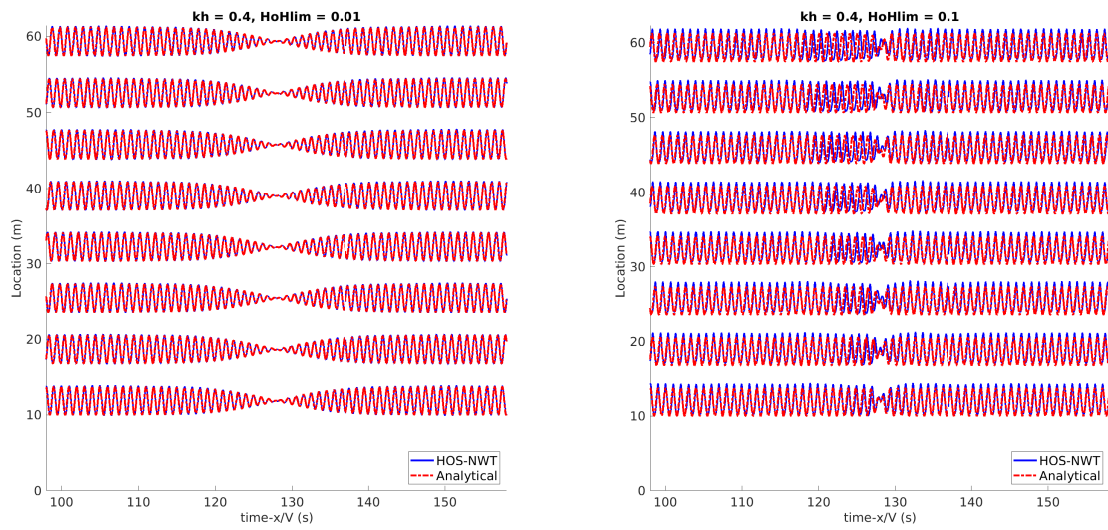 kh = 0.4, HoHlim = 0.01
60
50
40
30
20
10
0
Location (m)
100 110 120 130 140 150
time-x/V (s)
HOS-NWT
Analytical
kh = 0.4, HoHlim = 0.1
60
50
40
30
20
10
0
Location (m)
100 110 120 130 140 150
time-x/V (s)
HOS-NWT
Analytical